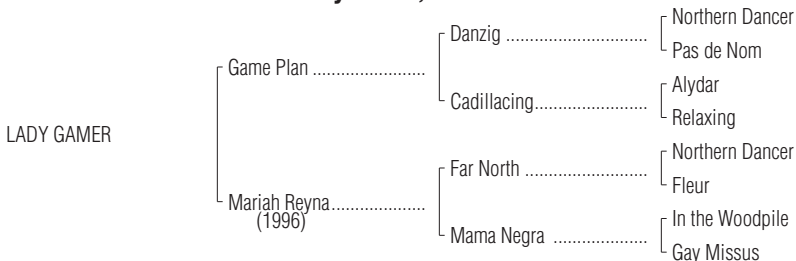 Northern Dancer
Danzig ..............................
Pas de Nom
Game Plan ........................
Alydar
Cadillacing........................
Relaxing
LADY GAMER
Northern Dancer
Far North ..........................
Fleur
Mariah Reyna....................
(1996)
In the Woodpile
Mama Negra ....................
Gay Missus